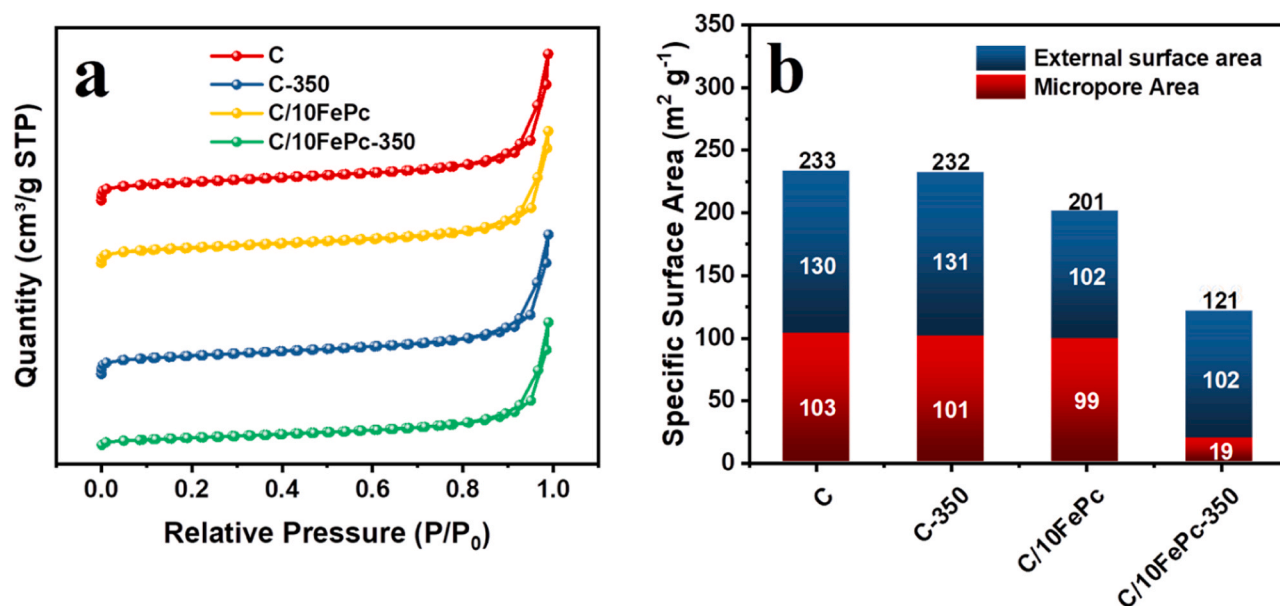 a
C
C-350
C/10FePc
C/10FePc-350
Quantity (cm³/g STP)
0.0 0.2 0.4 0.6 0.8 1.0
Relative Pressure (P/P₀)
b
External surface area
Micropore Area
Specific Surface Area (m² g⁻¹)
350
300
250
200
150
100
50
0
233 232 201 121
130 131 102 102
103 101 99 19
C C-350 C/10FePc C/10FePc-350